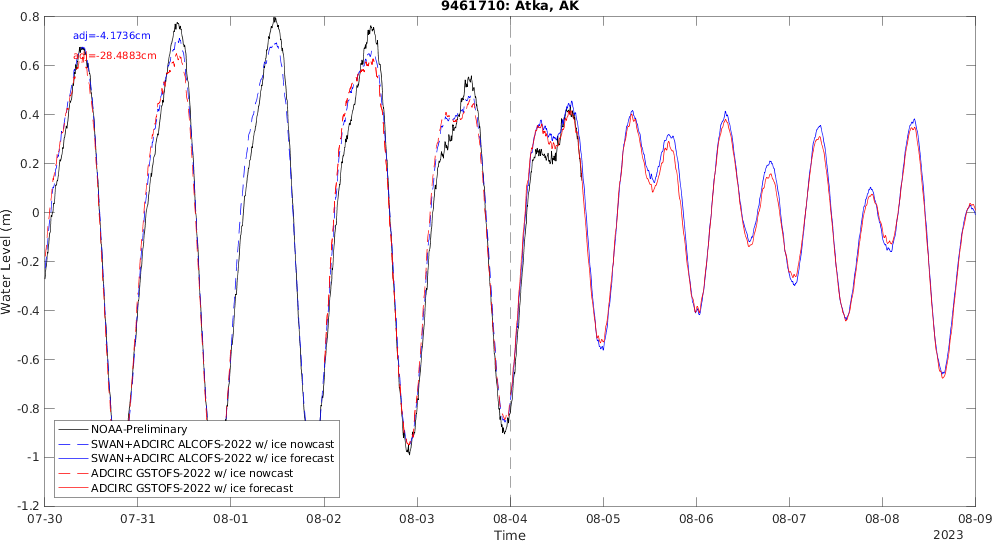 9461710: Atka, AK
adj=-4.1736cm
adj=-28.4883cm
Water Level (m)
0.8
0.6
0.4
0.2
0
-0.2
-0.4
-0.6
-0.8
-1
-1.2
NOAA-Preliminary
SWAN+ADCIRC ALCOFS-2022 w/ ice nowcast
SWAN+ADCIRC ALCOFS-2022 w/ ice forecast
ADCIRC GSTOFS-2022 w/ ice nowcast
ADCIRC GSTOFS-2022 w/ ice forecast
07-30 07-31 08-01 08-02 08-03 08-04 08-05 08-06 08-07 08-08 08-09
Time
2023